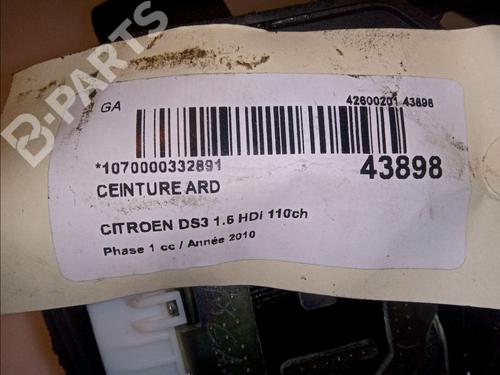 B-PARTS
GA
42600201 43898
*1070000332891
43898
CEINTURE ARD
CITROEN DS3 1.6 HDi 110ch
Phase 1 cc / Année 2010